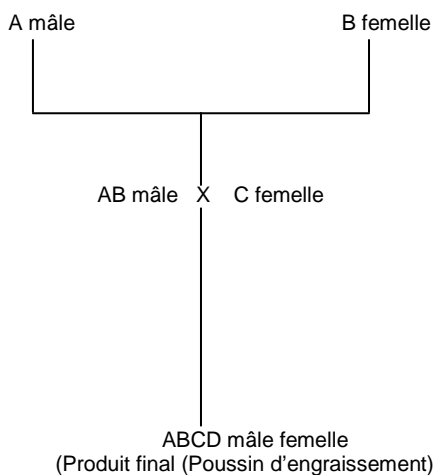 A mâle B femelle
AB mâle X C femelle
ABCD mâle femelle
(Produit final (Poussin d’engraissement)